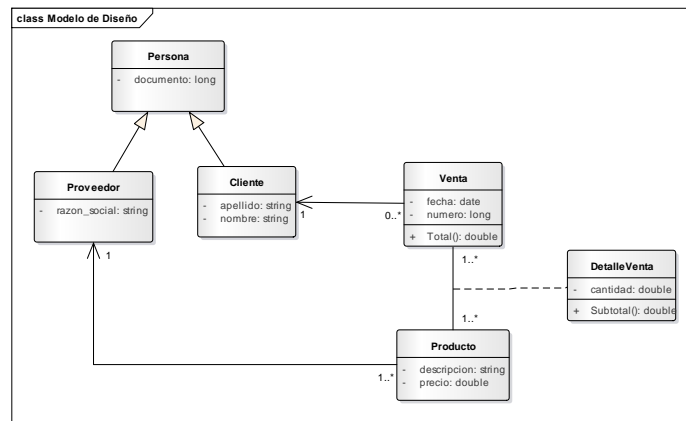 class Modelo de Diseño
Persona
- documento: long
Proveedor
- razon_social: string
Cliente
- apellido: string
- nombre: string
Venta
- fecha: date
- numero: long
+ Total(): double
1
0..*
1
1..*
DetalleVenta
- cantidad: double
+ Subtotal(): double
1..*
Producto
- descripcion: string
- precio: double
1..*